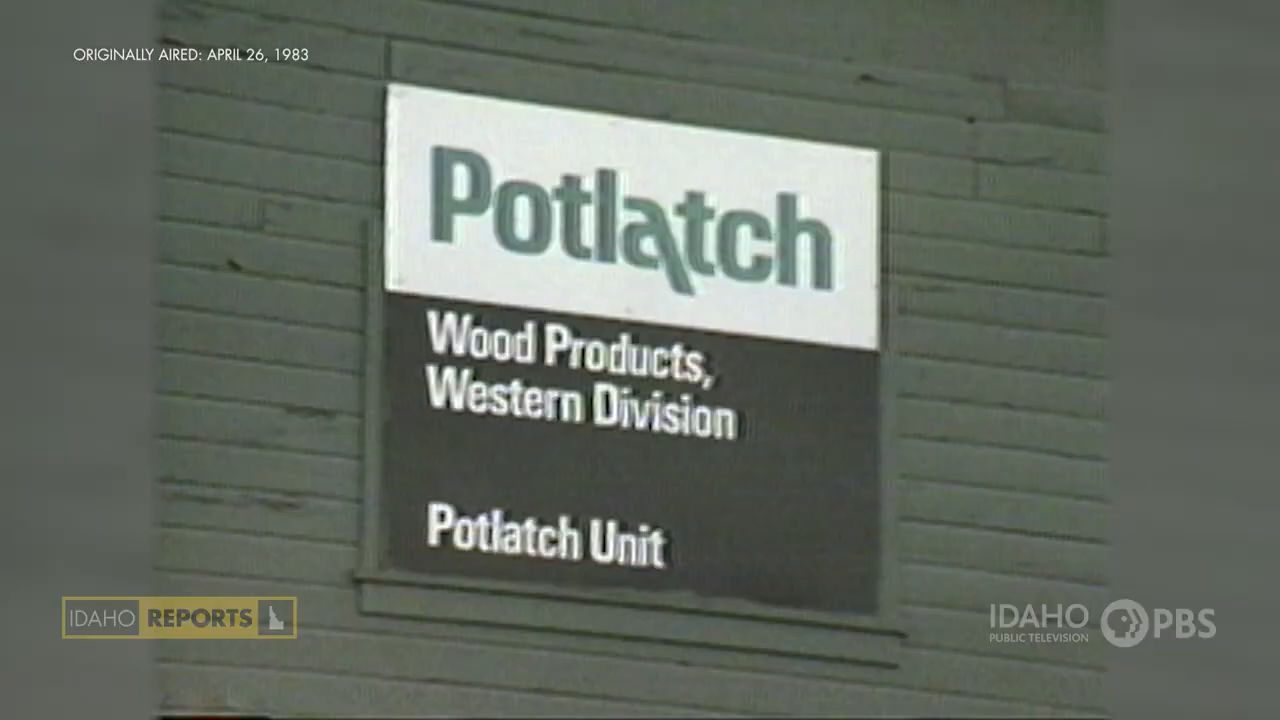 ORIGINALLY AIRED: APRIL 26, 1983
Potlatch
Wood Products,
Western Division
Potlatch Unit
IDAHO REPORTS
IDAHO
PUBLIC TELEVISION
PBS